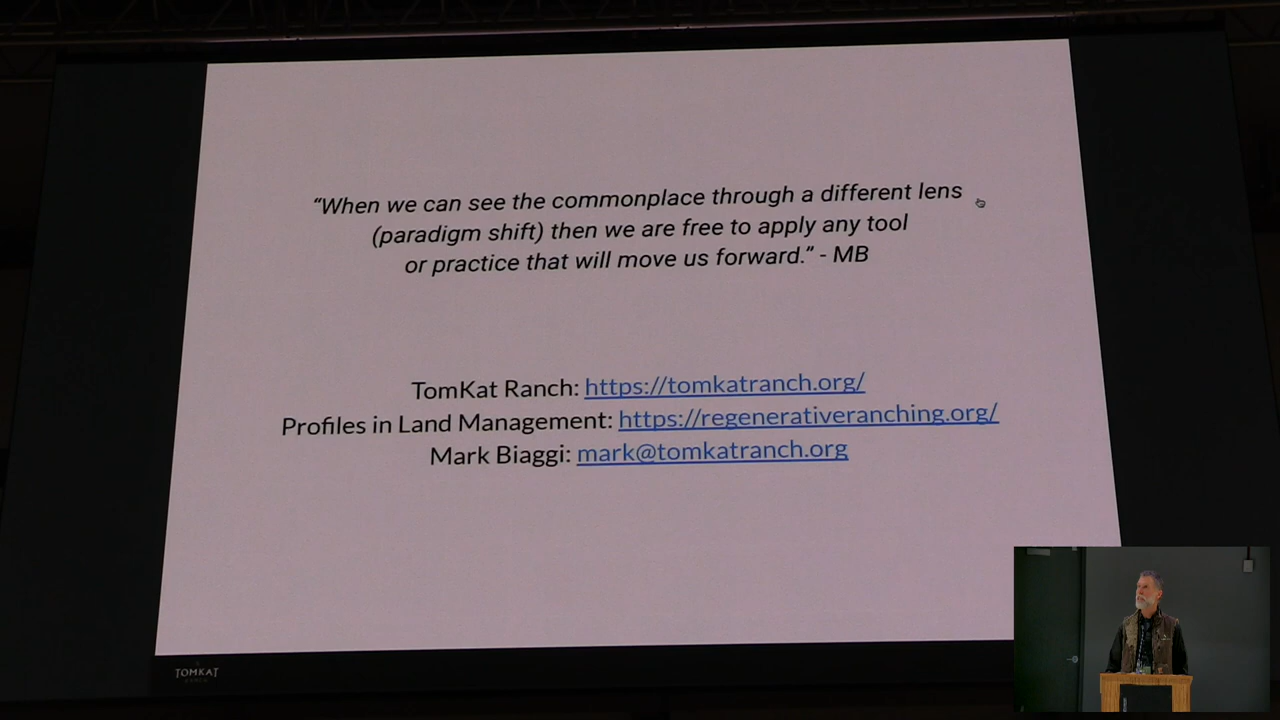 “When we can see the commonplace through a different lens
(paradigm shift) then we are free to apply any tool
or practice that will move us forward.” - MB
TomKat Ranch: https://tomkatranch.org/
Profiles in Land Management: https://regenerativeranching.org/
Mark Biaggi: mark@tomkatranch.org
TOMKAT
RANCH